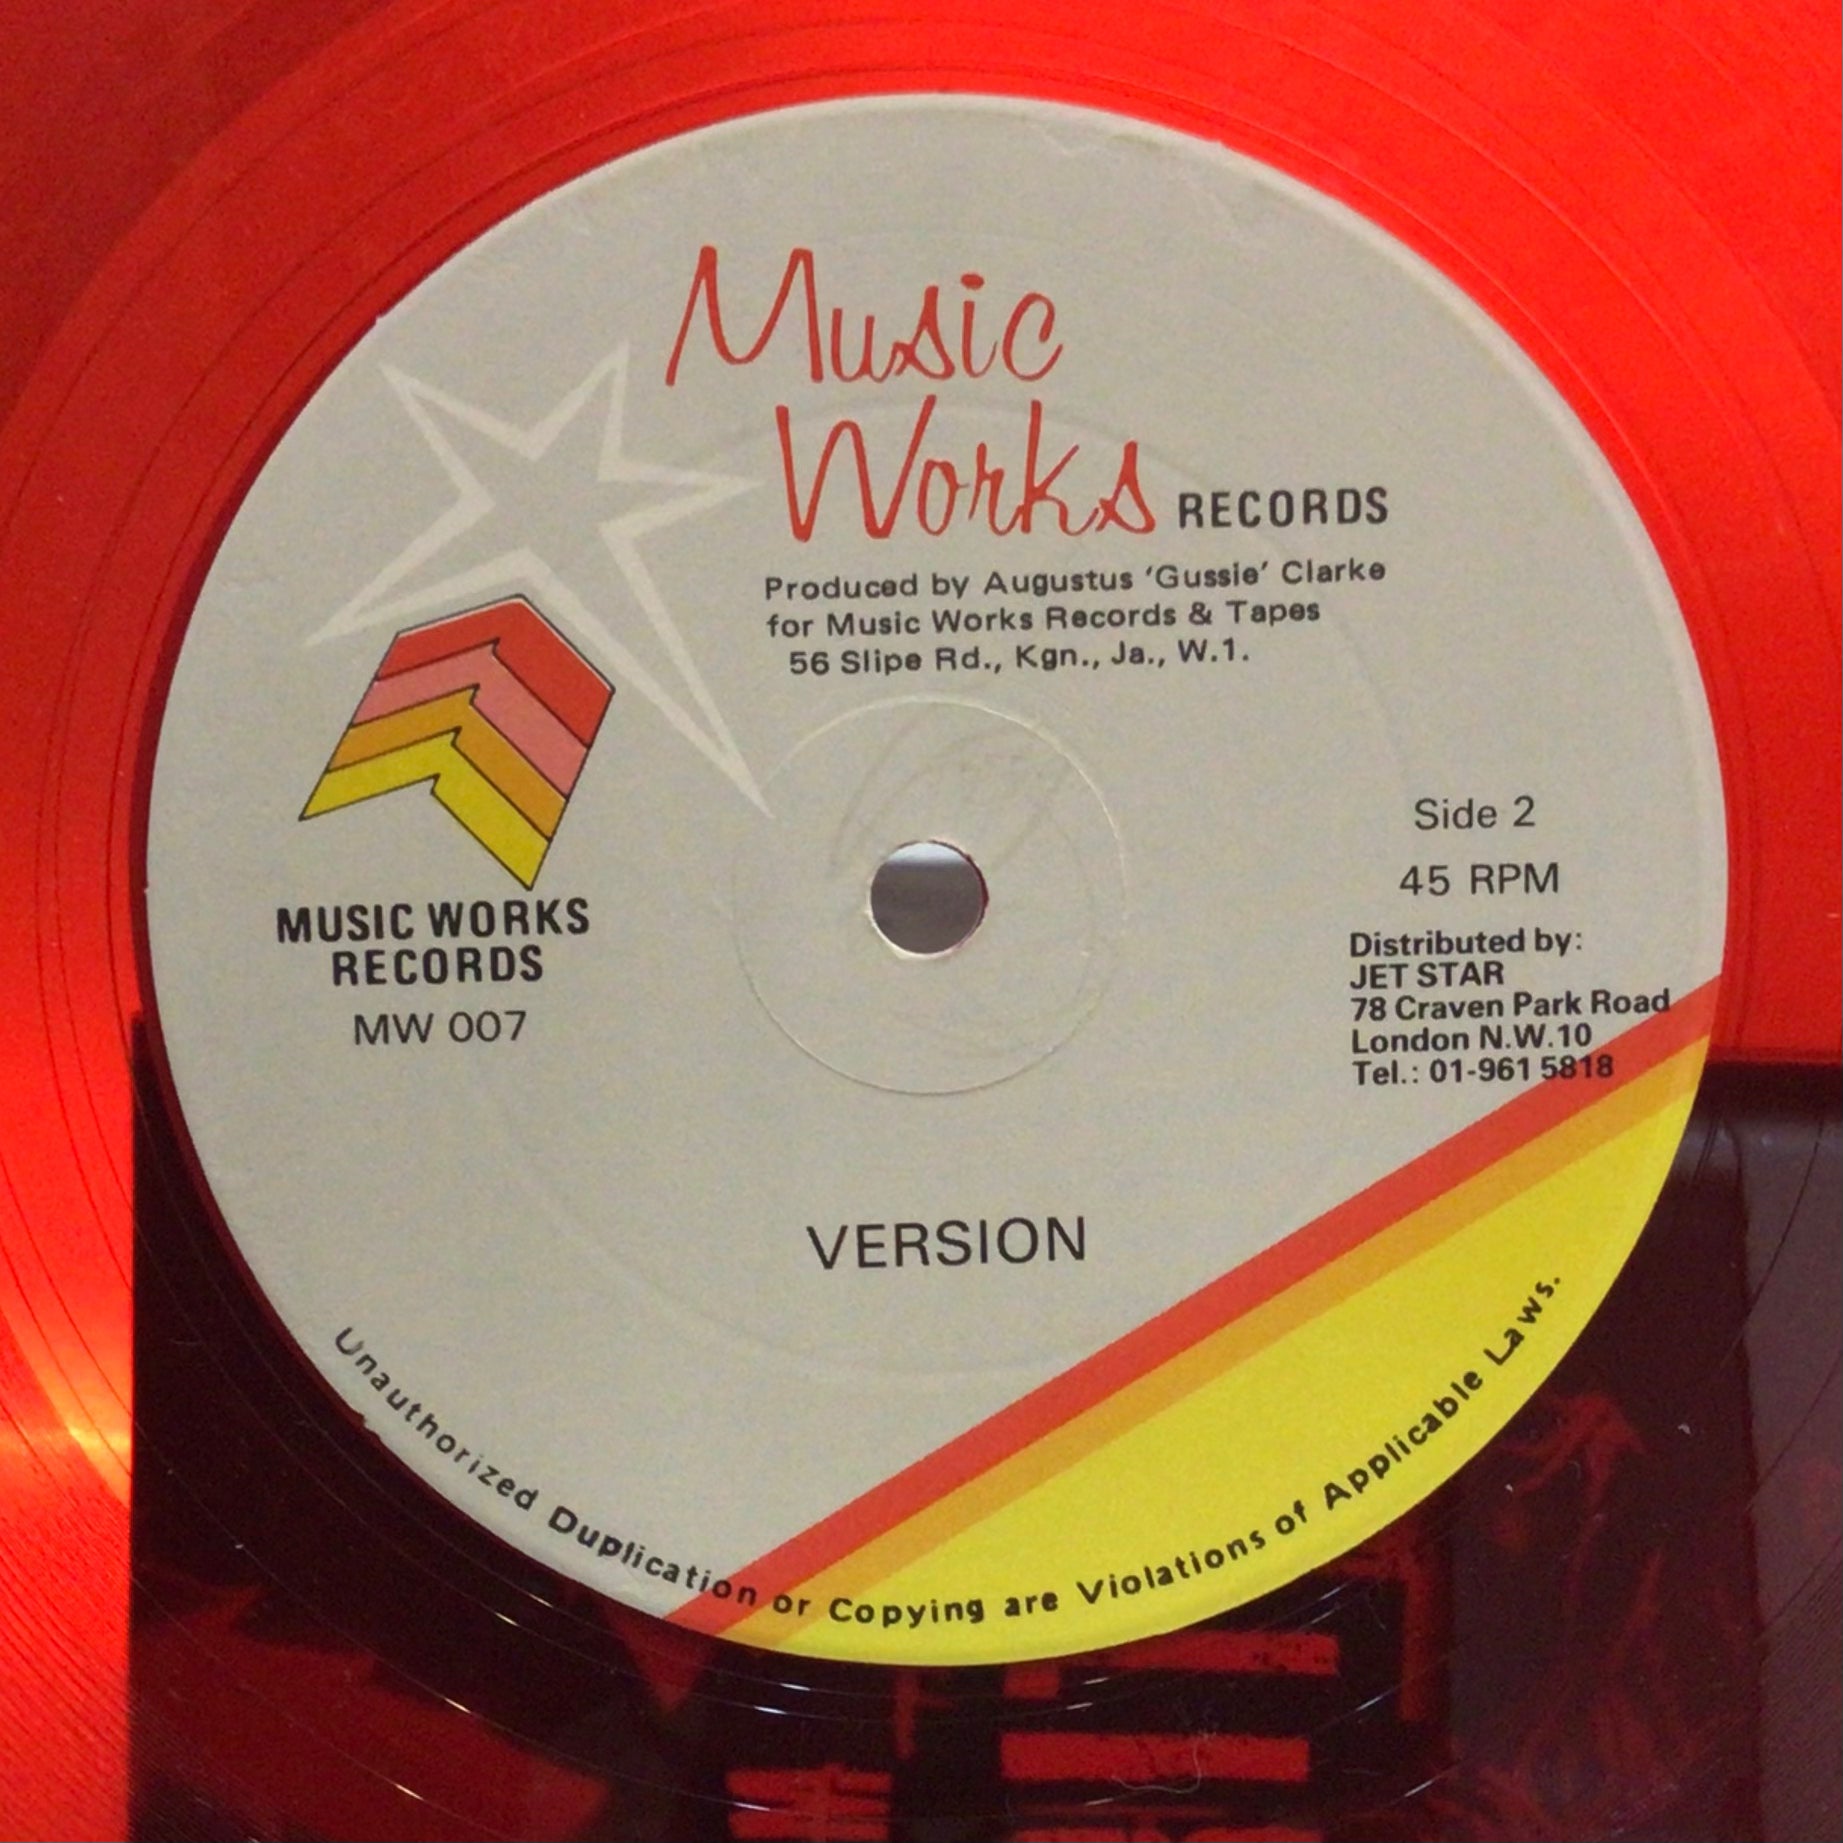 Music
Works RECORDS
Produced by Augustus ‘Gussie’ Clarke
for Music Works Records & Tapes
56 Slipe Rd., Kgn., Ja., W.1.
MUSIC WORKS
RECORDS
MW 007
Side 2
45 RPM
Distributed by:
JET STAR
78 Craven Park Road
London N.W.10
Tel.: 01-961 5818
VERSION
Unauthorized Duplication or Copying are Violations of Applicable Laws.